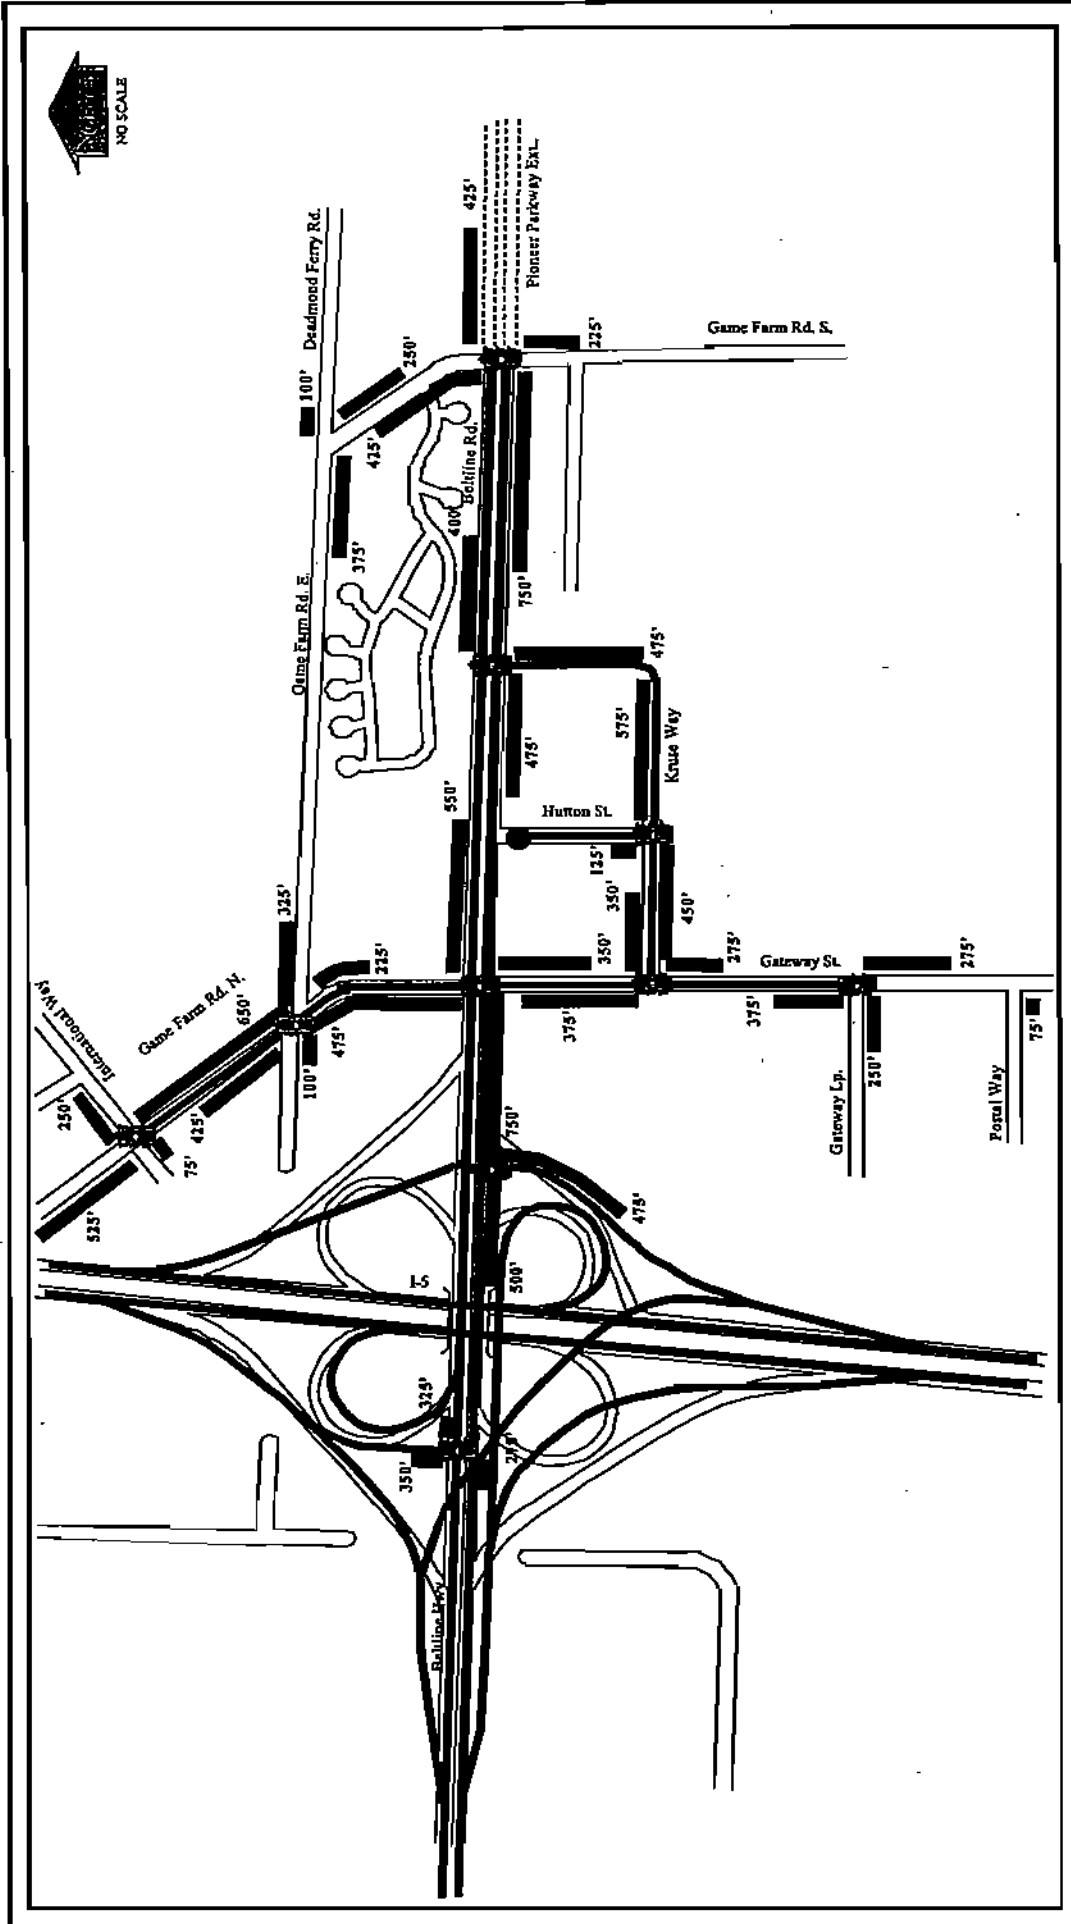 NORTH
NO SCALE
425'
Pioneer Parkway Ext.
Deadmond Ferry Rd.
100'
250'
425'
225'
Game Farm Rd. S.
Beltline Rd.
400'
375'
750'
Game Farm Rd. E.
475'
575'
Kruse Way
475'
550'
Hutton St.
125'
350'
450'
325'
225'
350'
275'
Gateway St.
275'
International Way
Game Farm Rd. N.
650'
475'
100'
375'
375'
75'
250'
425'
75'
250'
Gateway Lp.
Postal Way
750'
525'
475'
I-5
500'
325'
350'
Beltline Hwy